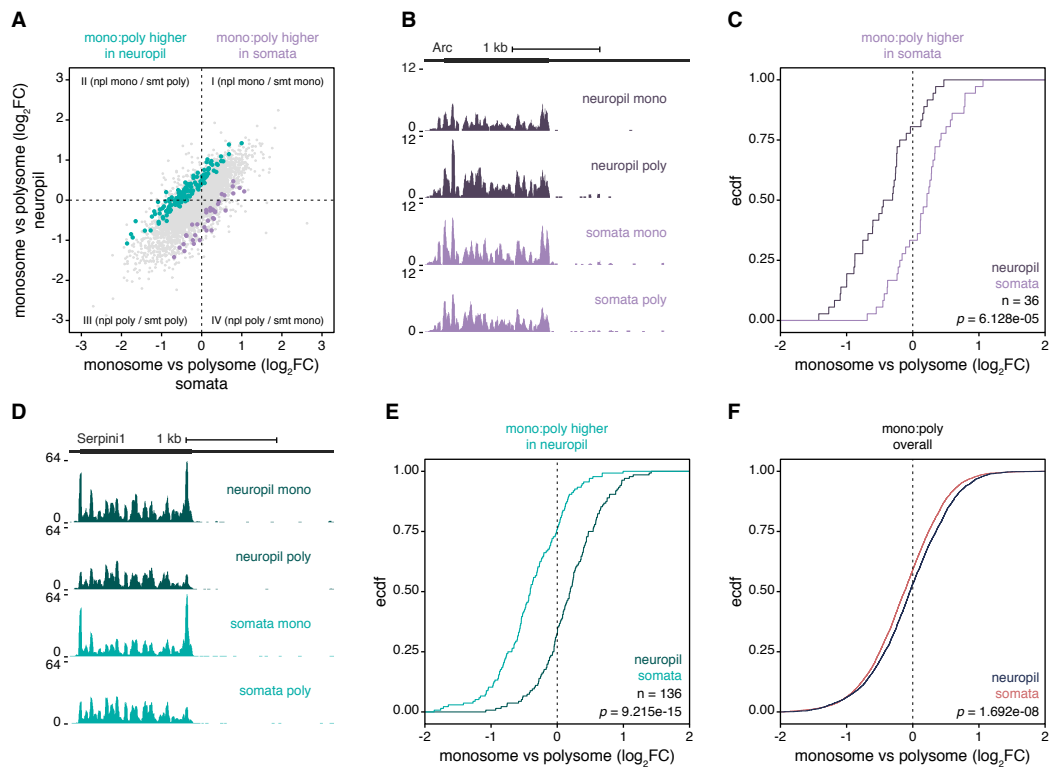 A
mono:poly higher
in neuropil
mono:poly higher
in somata
II (npl mono / smt poly)
I (npl mono / smt mono)
III (npl poly / smt poly)
IV (npl poly / smt mono)
monosome vs polysome (log2FC)
neuropil
2
1
0
-1
-2
3
-3
-3
-2
-1
0
1
2
3
monosome vs polysome (log2FC)
somata
B
Arc
1 kb
12
0
neuropil mono
12
0
neuropil poly
12
0
somata mono
12
0
somata poly
C
mono:poly higher
in somata
ecdf
1.00
0.75
0.50
0.25
0.00
neuropil
somata
n = 36
p = 6.128e-05
-2
-1
0
1
2
monosome vs polysome (log2FC)
D
Serpini1
1 kb
64
0
neuropil mono
64
0
neuropil poly
64
0
somata mono
64
0
somata poly
E
mono:poly higher
in neuropil
ecdf
1.00
0.75
0.50
0.25
0.00
neuropil
somata
n = 136
p = 9.215e-15
-2
-1
0
1
2
monosome vs polysome (log2FC)
F
mono:poly
overall
ecdf
1.00
0.75
0.50
0.25
0.00
neuropil
somata
p = 1.692e-08
-2
-1
0
1
2
monosome vs polysome (log2FC)